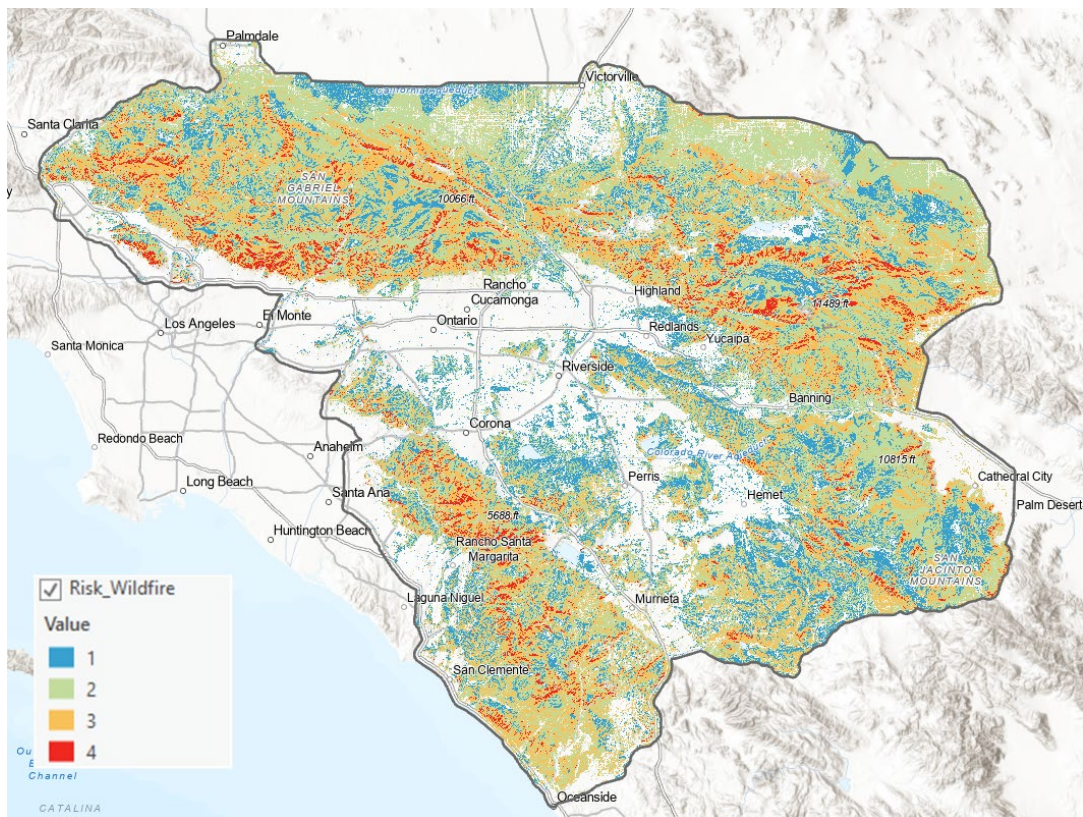 Palmdale
Victorville
California Aqueduct
Santa Clarita
y
SAN
GABRIEL
MOUNTAINS
10066 ft
Rancho
Cucamonga
Highland
11489 ft
El Monte
Los Angeles
Ontario
Redlands
Yucaipa
Santa Monica
Riverside
Banning
Corona
Redondo Beach
Anaheim
Colorado River Aqueduct
10815 ft
Cathedral City
Long Beach
Perris
Hemet
Santa Ana
Palm Desert
5688 ft
Huntington Beach
Rancho Santa
Margarita
SAN
JACINTO
MOUNTAINS
Risk_Wildfire
Laguna Niguel
Murrieta
Value
1
San Clemente
2
3
4
Ou
Channel
Oceanside
CATALINA